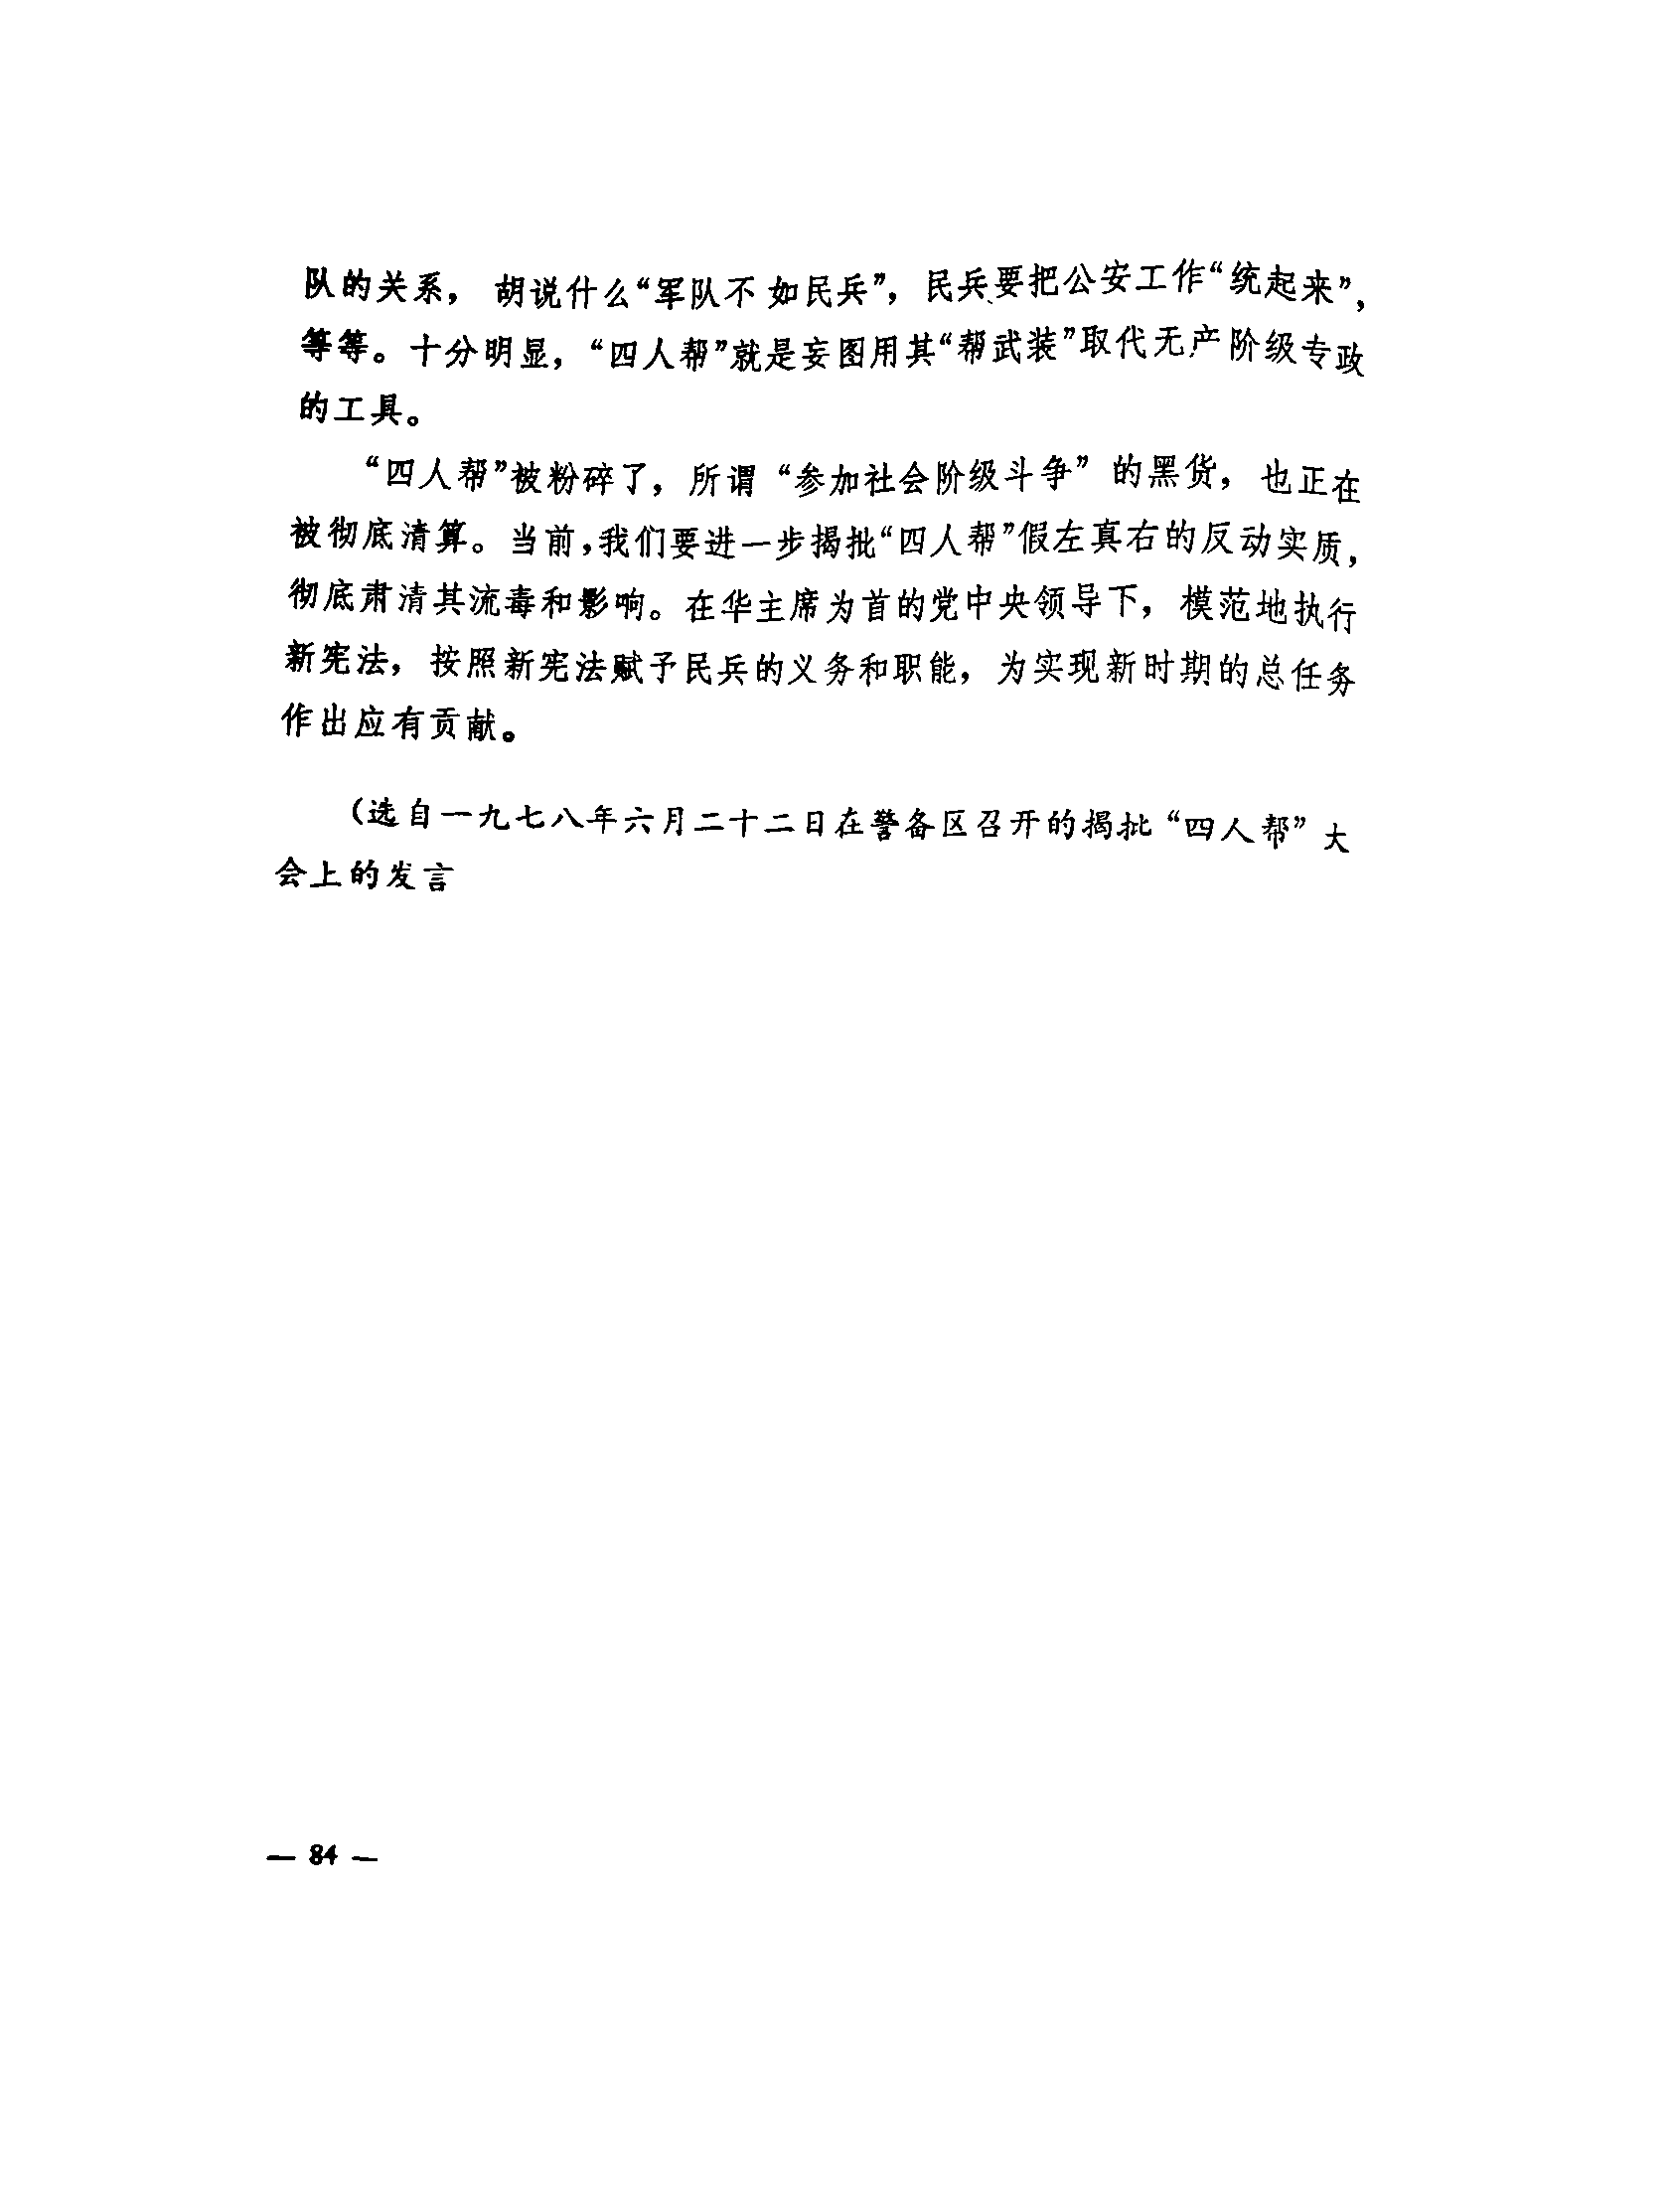 队的关系，胡说什么“军队不如民兵”，民兵要把公安工作“统起来”，
等等。十分明显，“四人帮”就是妄图用其“帮武装”取代无产阶级专政
的工具。
“四人帮”被粉碎了，所谓“参加社会阶级斗争”的黑货，也正在
被彻底清算。当前，我们要进一步揭批“四人帮”假左真右的反动实质，
彻底肃清其流毒和影响。在华主席为首的党中央领导下，模范地执行
新宪法，按照新宪法赋予民兵的义务和职能，为实现新时期的总任务
作出应有贡献。
（选自一九七八年六月二十二日在警备区召开的揭批“四人帮”大
会上的发言
— 84 —